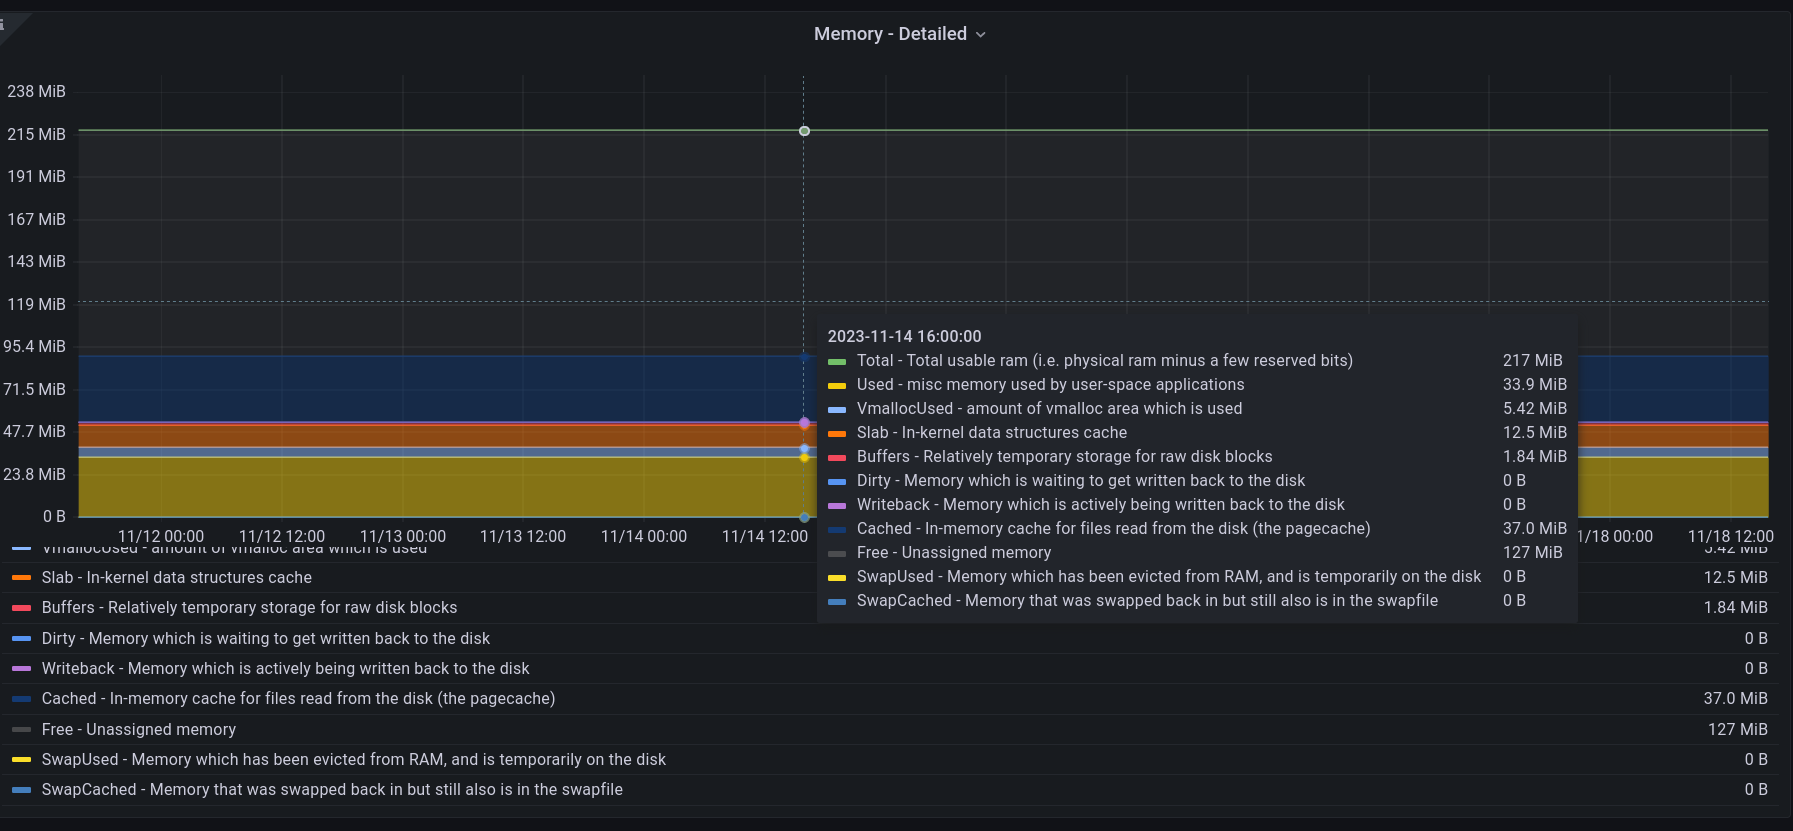 i
Memory - Detailed
238 MiB
215 MiB
191 MiB
167 MiB
143 MiB
119 MiB
95.4 MiB
71.5 MiB
47.7 MiB
23.8 MiB
0 B
11/12 00:00 11/12 12:00 11/13 00:00 11/13 12:00 11/14 00:00 11/14 12:00 1/18 00:00 11/18 12:00
2023-11-14 16:00:00
Total - Total usable ram (i.e. physical ram minus a few reserved bits) 217 MiB
Used - misc memory used by user-space applications 33.9 MiB
VmallocUsed - amount of vmalloc area which is used 5.42 MiB
Slab - In-kernel data structures cache 12.5 MiB
Buffers - Relatively temporary storage for raw disk blocks 1.84 MiB
Dirty - Memory which is waiting to get written back to the disk 0 B
Writeback - Memory which is actively being written back to the disk 0 B
Cached - In-memory cache for files read from the disk (the pagecache) 37.0 MiB
Free - Unassigned memory 127 MiB
SwapUsed - Memory which has been evicted from RAM, and is temporarily on the disk 0 B
SwapCached - Memory that was swapped back in but still also is in the swapfile 0 B
VmallocUsed - amount of vmalloc area which is used 5.42 MiB
Slab - In-kernel data structures cache 12.5 MiB
Buffers - Relatively temporary storage for raw disk blocks 1.84 MiB
Dirty - Memory which is waiting to get written back to the disk 0 B
Writeback - Memory which is actively being written back to the disk 0 B
Cached - In-memory cache for files read from the disk (the pagecache) 37.0 MiB
Free - Unassigned memory 127 MiB
SwapUsed - Memory which has been evicted from RAM, and is temporarily on the disk 0 B
SwapCached - Memory that was swapped back in but still also is in the swapfile 0 B